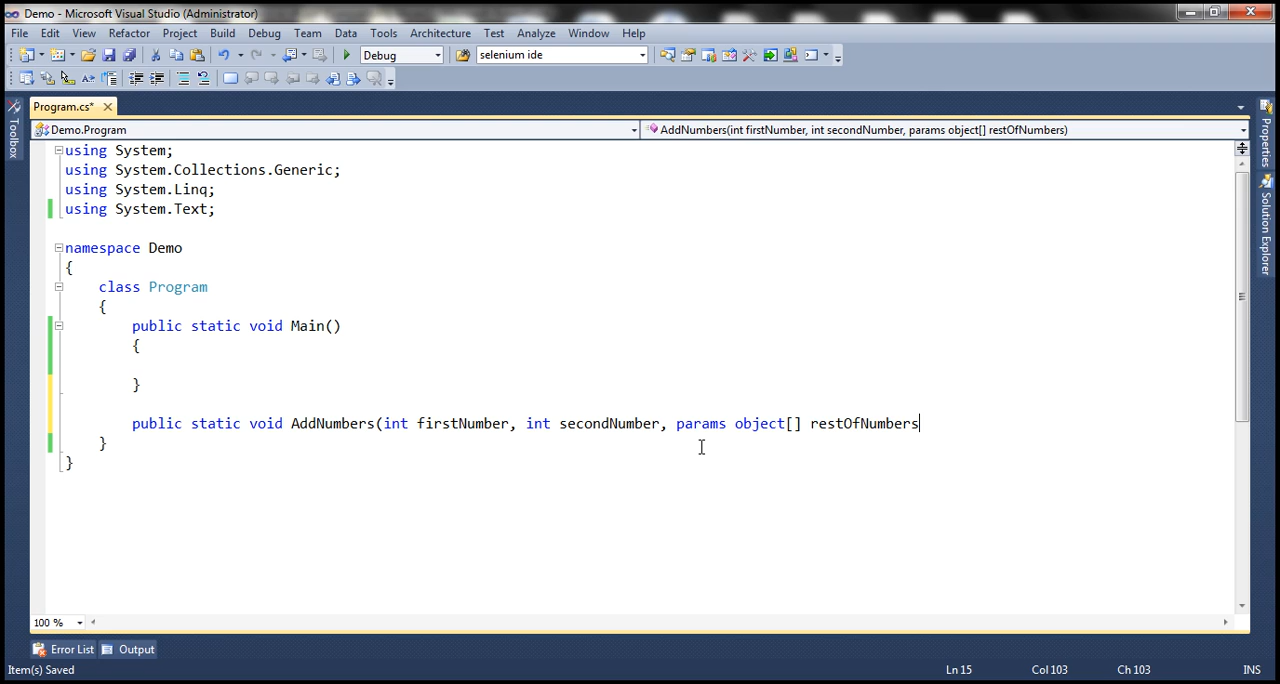 Demo - Microsoft Visual Studio (Administrator)
File Edit View Refactor Project Build Debug Team Data Tools Architecture Test Analyze Window Help
Debug selenium ide
Program.cs*
Demo.Program AddNumbers(int firstNumber, int secondNumber, params object[] restOfNumbers)
Toolbox
Properties
Solution Explorer
using System;
using System.Collections.Generic;
using System.Linq;
using System.Text;
namespace Demo
{
class Program
{
public static void Main()
{
}
public static void AddNumbers(int firstNumber, int secondNumber, params object[] restOfNumbers
}
}
100 %
Error List Output
Item(s) Saved Ln 15 Col 103 Ch 103 INS